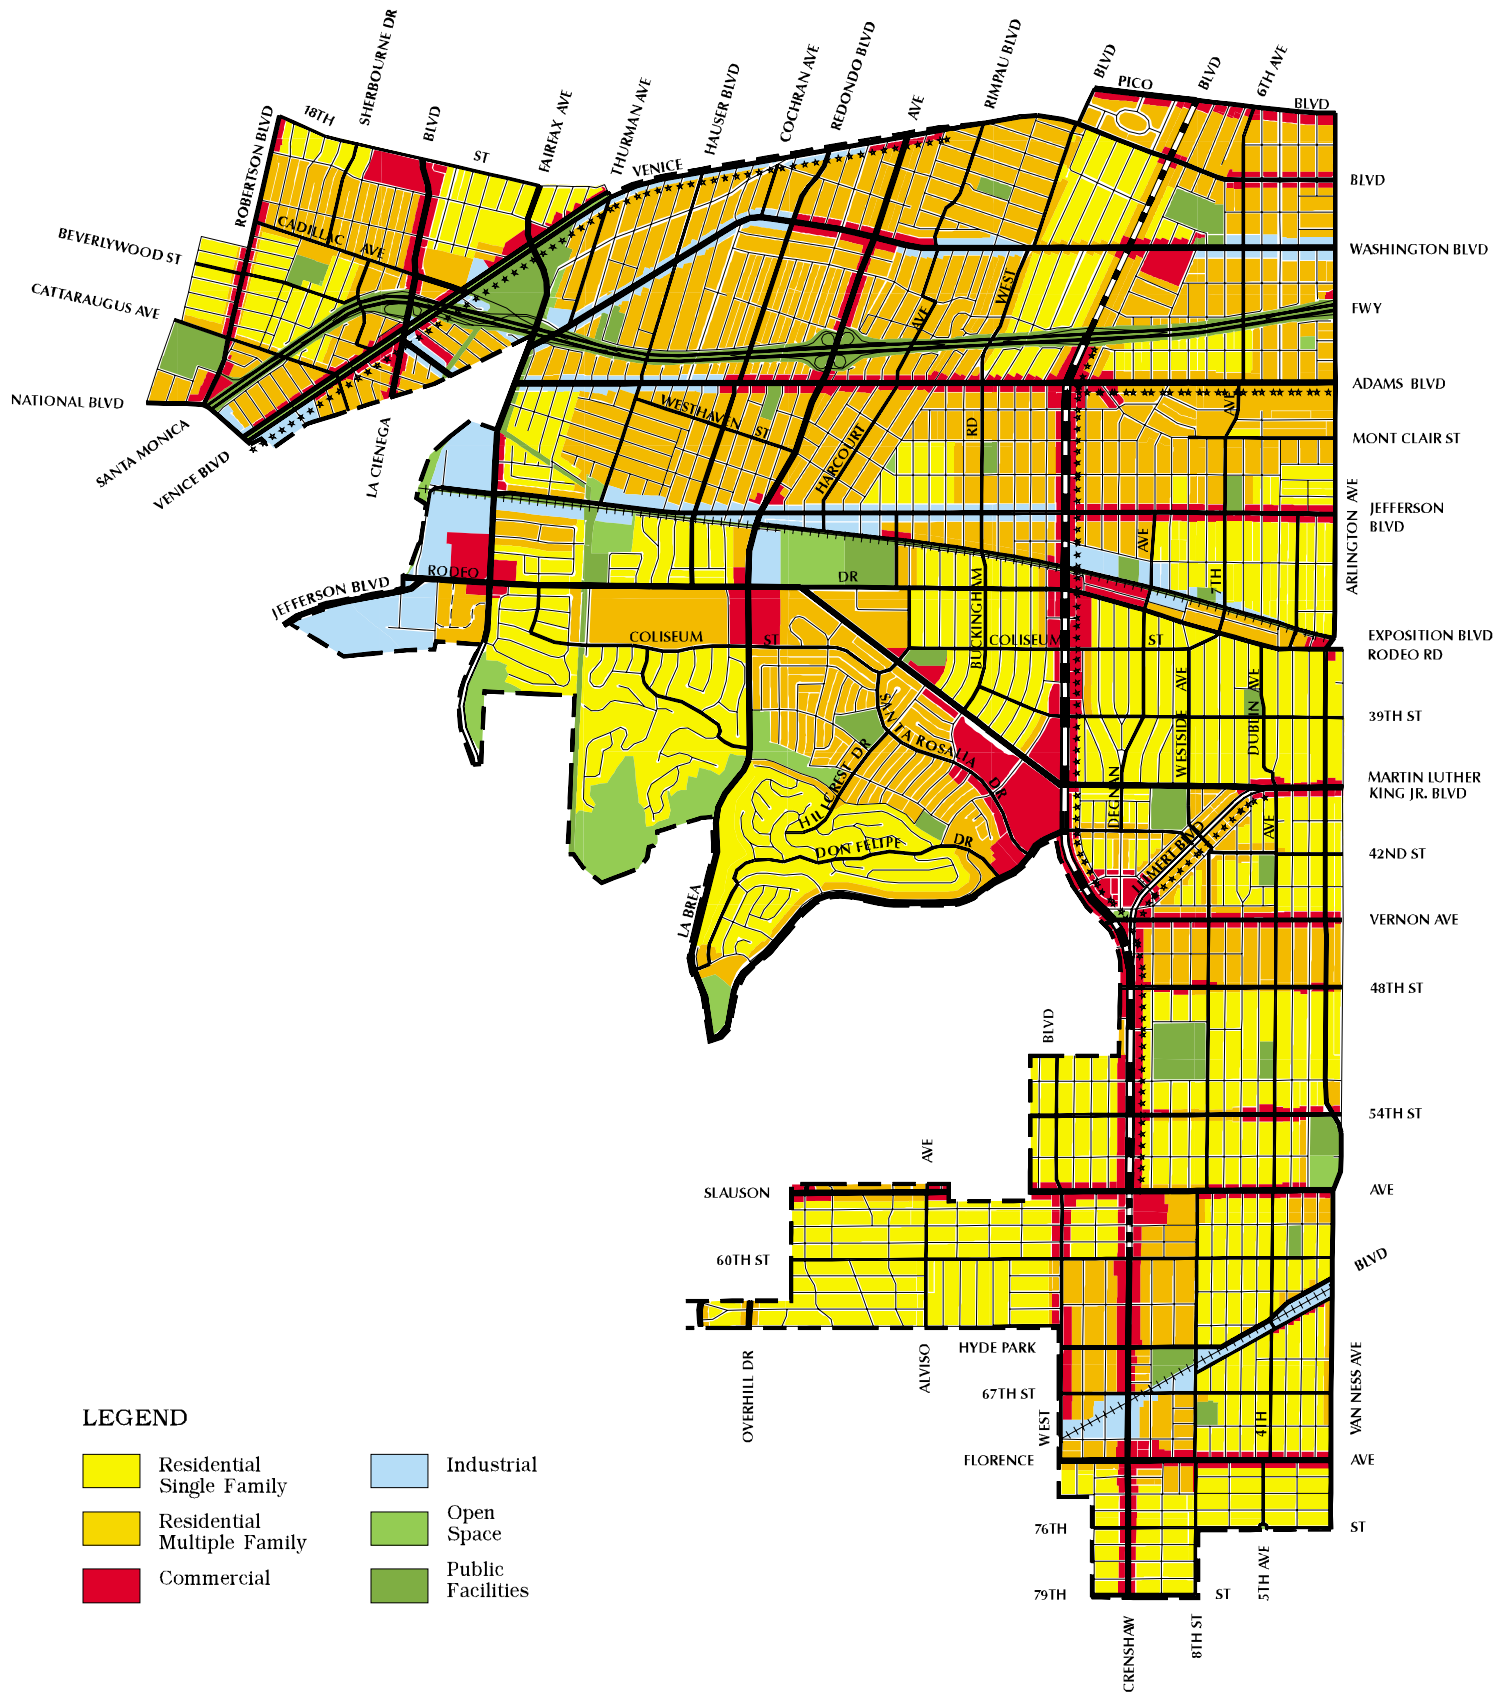 PICO
BLVD
BLVD
BLVD
6TH AVE
RIMPAU BLVD
AVE
REDONDO BLVD
COCHRAN AVE
HAUSER BLVD
THURMAN AVE
FAIRFAX AVE
BLVD
SHERBOURNE DR
18TH
ST
ROBERTSON BLVD
VENICE
BLVD
CADILLAC AVE
BEVERLYWOOD ST
WASHINGTON BLVD
CATTARAUGUS AVE
WEST
AVE
FWY
ADAMS BLVD
NATIONAL BLVD
WESTHAVEN ST
AVE
RD
MONT CLAIR ST
SANTA MONICA
VENICE BLVD
LA CIENEGA
HARCOURT
JEFFERSON
BLVD
ARLINGTON AVE
AVE
RODEO
DR
JEFFERSON BLVD
BUCKINGHAM
7TH
COLISEUM
ST
COLISEUM
ST
EXPOSITION BLVD
RODEO RD
AVE
AVE
39TH ST
SANTA ROSALIA DR
WESTSIDE
DUBLIN
HILLCREST DR
MARTIN LUTHER
KING JR. BLVD
DEGNAN
AVE
LEIMERT BLVD
DON FELIPE
DR
42ND ST
LA BREA
VERNON AVE
48TH ST
BLVD
54TH ST
AVE
SLAUSON
AVE
60TH ST
BLVD
HYDE PARK
OVERHILL DR
ALVISO
67TH ST
VAN NESS AVE
WEST
4TH
FLORENCE
AVE
76TH
ST
79TH
ST
5TH AVE
CRENSHAW
8TH ST
LEGEND
Residential
Single Family
Residential
Multiple Family
Commercial
Industrial
Open
Space
Public
Facilities